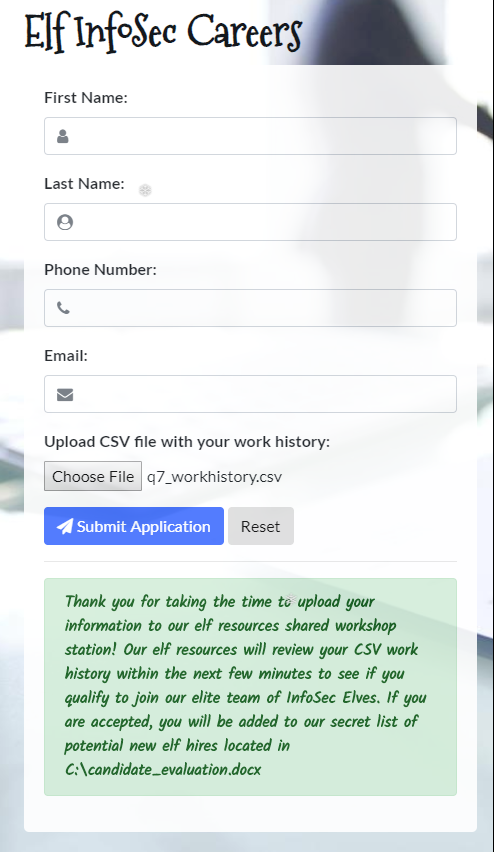 Elf InfoSec Careers
First Name:
Last Name:
Phone Number:
Email:
Upload CSV file with your work history:
Choose File q7_workhistory.csv
Submit Application Reset
Thank you for taking the time to upload your
information to our elf resources shared workshop
station! Our elf resources will review your CSV work
history within the next few minutes to see if you
qualify to join our elite team of InfoSec Elves. If you
are accepted, you will be added to our secret list of
potential new elf hires located in
C:\candidate_evaluation.docx